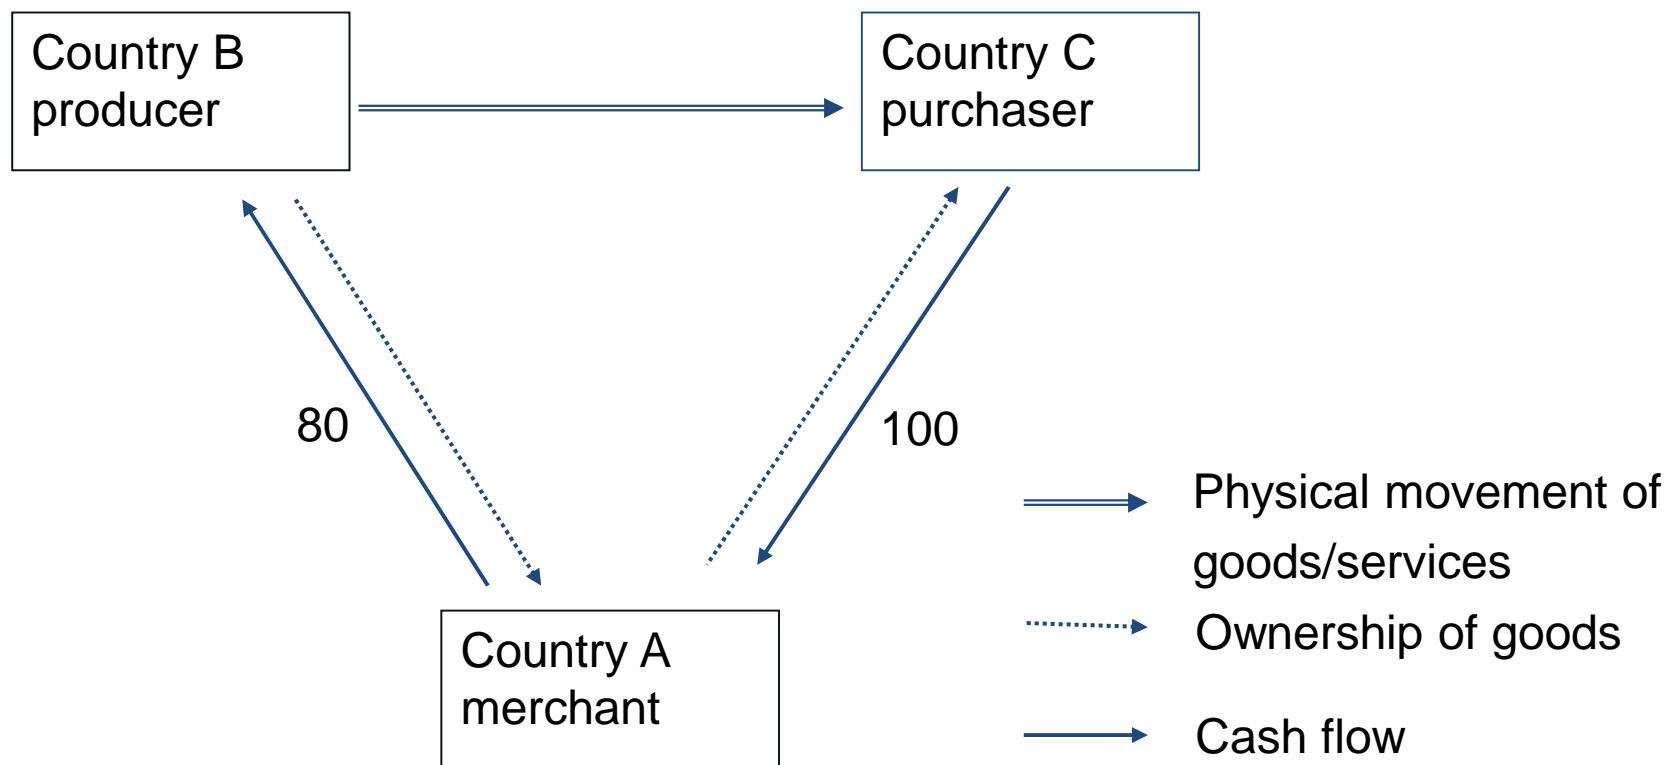 Country B
producer
Country C
purchaser
80
100
Physical movement of
goods/services
Ownership of goods
Country A
merchant
Cash flow